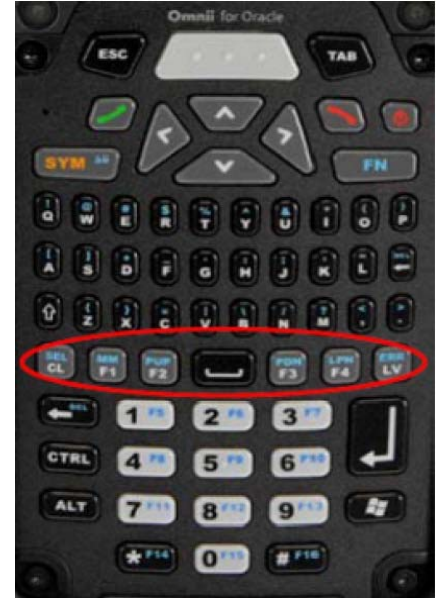 Omnii for Oracle
ESC TAB
SYM FN
! Q @ W # E $ R % T ^ Y & U I ( O ) P
[ A ] S D F G H J K L DEL
{ Z } X C V B N M
SEL CL MM F1 PUP F2 PDN F3 LPN F4 ERR LV
DEL 1 F5 2 F6 3 F7
CTRL 4 F8 5 F9 6 F10
ALT 7 F11 8 F12 9 F13
* F14 0 F15 # F16